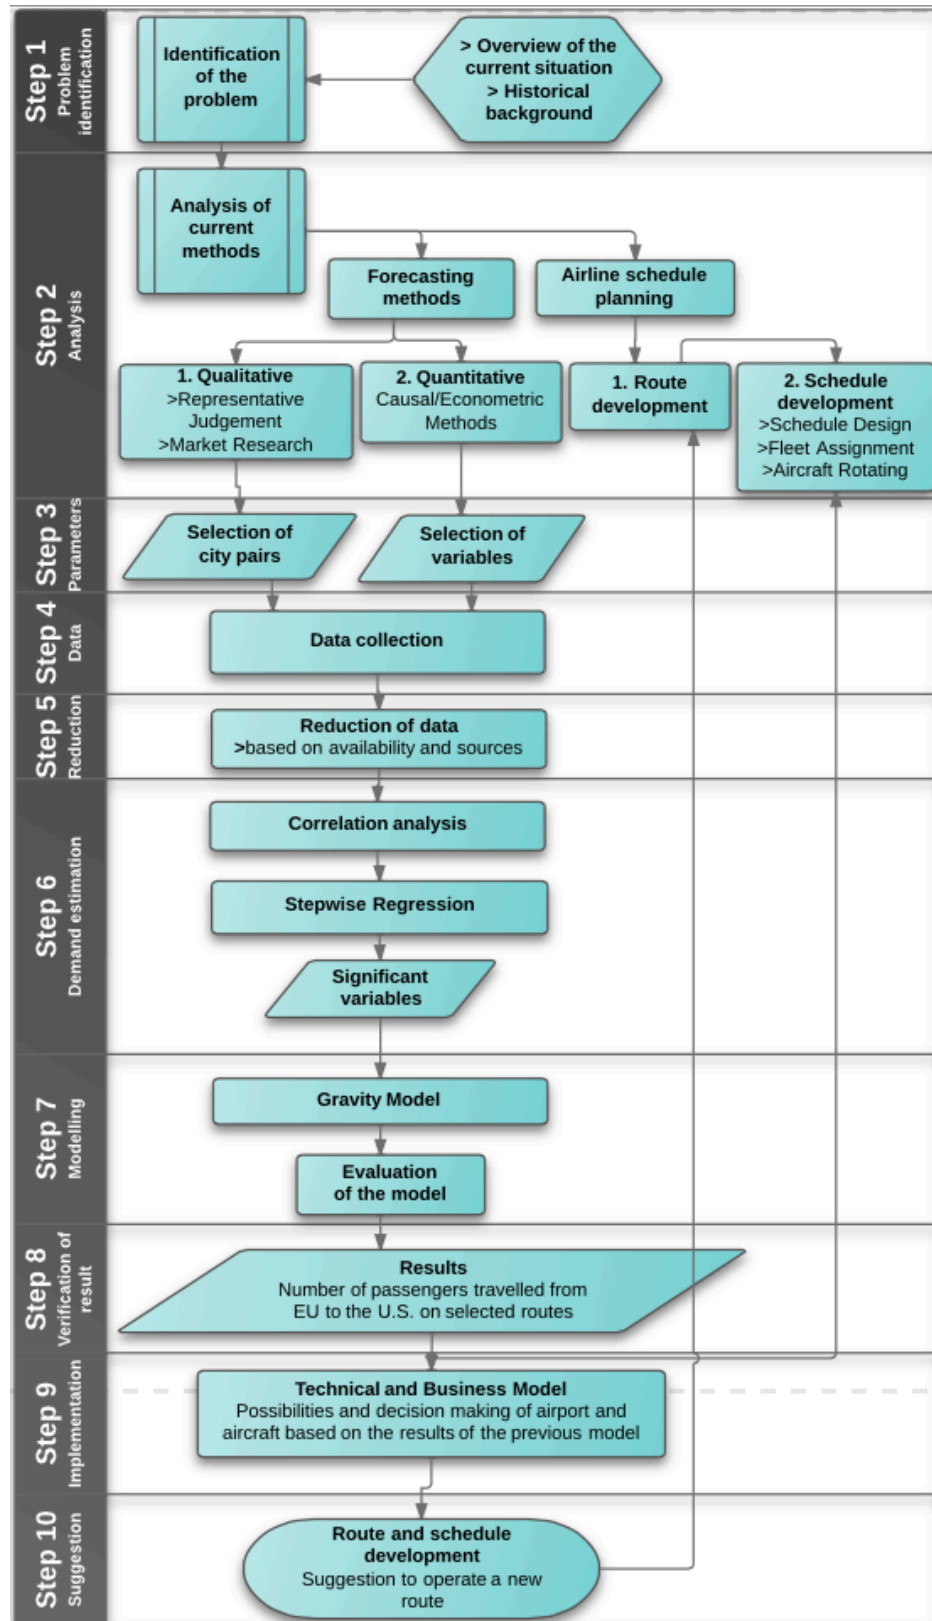 Step 1
Problem
identification
Identification
of the
problem
> Overview of the
current situation
> Historical
background
Step 2
Analysis
Analysis of
current
methods
Forecasting
methods
Airline schedule
planning
1. Qualitative
>Representative
Judgement
>Market Research
2. Quantitative
Causal/Econometric
Methods
1. Route
development
2. Schedule
development
>Schedule Design
>Fleet Assignment
>Aircraft Rotating
Step 3
Parameters
Selection of
city pairs
Selection of
variables
Step 4
Data
Data collection
Step 5
Reduction
Reduction of data
>based on availability and sources
Step 6
Demand estimation
Correlation analysis
Stepwise Regression
Significant
variables
Step 7
Modelling
Gravity Model
Evaluation
of the model
Step 8
Verification of
result
Results
Number of passengers travelled from
EU to the U.S. on selected routes
Step 9
Implementation
Technical and Business Model
Possibilities and decision making of airport and
aircraft based on the results of the previous model
Step 10
Suggestion
Route and schedule
development
Suggestion to operate a new
route